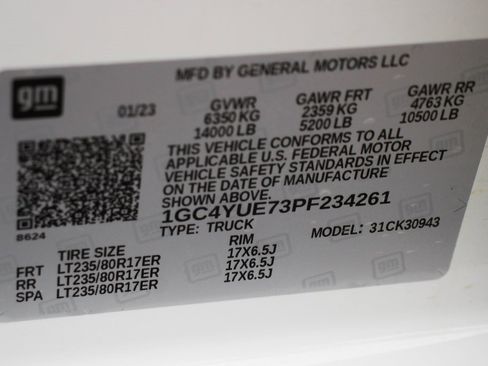 MFD BY GENERAL MOTORS LLC
gm
01/23 GVWR GAWR FRT GAWR RR
6350 KG 2359 KG 4763 KG
14000 LB 5200 LB 10500 LB
THIS VEHICLE CONFORMS TO ALL
APPLICABLE U.S. FEDERAL MOTOR
VEHICLE SAFETY STANDARDS IN EFFECT
ON THE DATE OF MANUFACTURE
SHOWN ABOVE.
1GC4YUE73PF234261
8624
TYPE: TRUCK MODEL: 31CK30943
TIRE SIZE RIM
FRT LT235/80R17ER 17X6.5J
RR LT235/80R17ER 17X6.5J
SPA LT235/80R17ER 17X6.5J